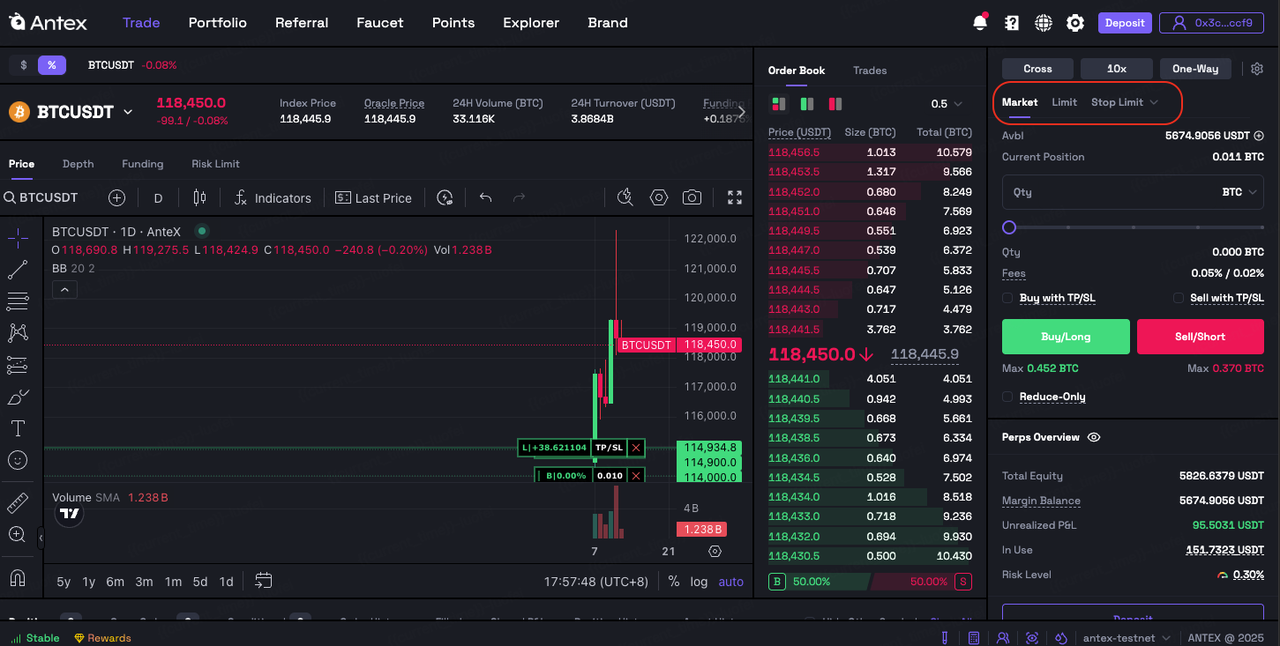 Antex Trade Portfolio Referral Faucet Points Explorer Brand Deposit 0x3c...ccf9
$ % BTCUSDT -0.08%
BTCUSDT 118,450.0 -99.1 / -0.08%
Index Price 118,445.9
Oracle Price 118,445.9
24H Volume (BTC) 33.116K
24H Turnover (USDT) 3.8684B
Funding
Price Depth Funding Risk Limit
BTCUSDT D Indicators Last Price
BTCUSDT · 1D · AnteX
O118,690.8 H119,275.5 L118,424.9 C118,450.0 −240.8 (−0.20%) Vol1.238B
BB 20 2
122,000.0
121,000.0
120,000.0
119,000.0
BTCUSDT 118,450.0
118,000.0
117,000.0
116,000.0
L|+38.621104 TP/SL 114,934.8
114,900.0
B|0.00% 0.010 114,000.0
Volume SMA 1.238B
4B
1.238B
7 21
5y 1y 6m 3m 1m 5d 1d 17:57:48 (UTC+8) % log auto
Order Book Trades
0.5
Price (USDT) Size (BTC) Total (BTC)
118,456.5 1.013 10.579
118,453.5 1.317 9.566
118,452.0 0.680 8.249
118,451.0 0.646 7.569
118,449.5 0.551 6.923
118,447.0 0.539 6.372
118,445.5 0.707 5.833
118,444.5 0.647 5.126
118,443.0 0.717 4.479
118,441.5 3.762 3.762
118,450.0 118,445.9
118,441.0 4.051 4.051
118,440.5 0.942 4.993
118,439.5 0.668 5.661
118,438.5 0.673 6.334
118,436.0 0.640 6.974
118,434.5 0.528 7.502
118,434.0 1.016 8.518
118,433.0 0.718 9.236
118,432.0 0.694 9.930
118,430.5 0.500 10.430
B 50.00% 50.00% S
Cross 10x One-Way
Market Limit Stop Limit
Avbl 5674.9056 USDT
Current Position 0.011 BTC
Qty BTC
Qty 0.000 BTC
Fees 0.05% / 0.02%
Buy with TP/SL Sell with TP/SL
Buy/Long Sell/Short
Max 0.452 BTC Max 0.370 BTC
Reduce-Only
Perps Overview
Total Equity 5826.6379 USDT
Margin Balance 5674.9056 USDT
Unrealized P&L 95.5031 USDT
In Use 151.7323 USDT
Risk Level 0.30%
Stable Rewards antex-testnet ANTEX @ 2025